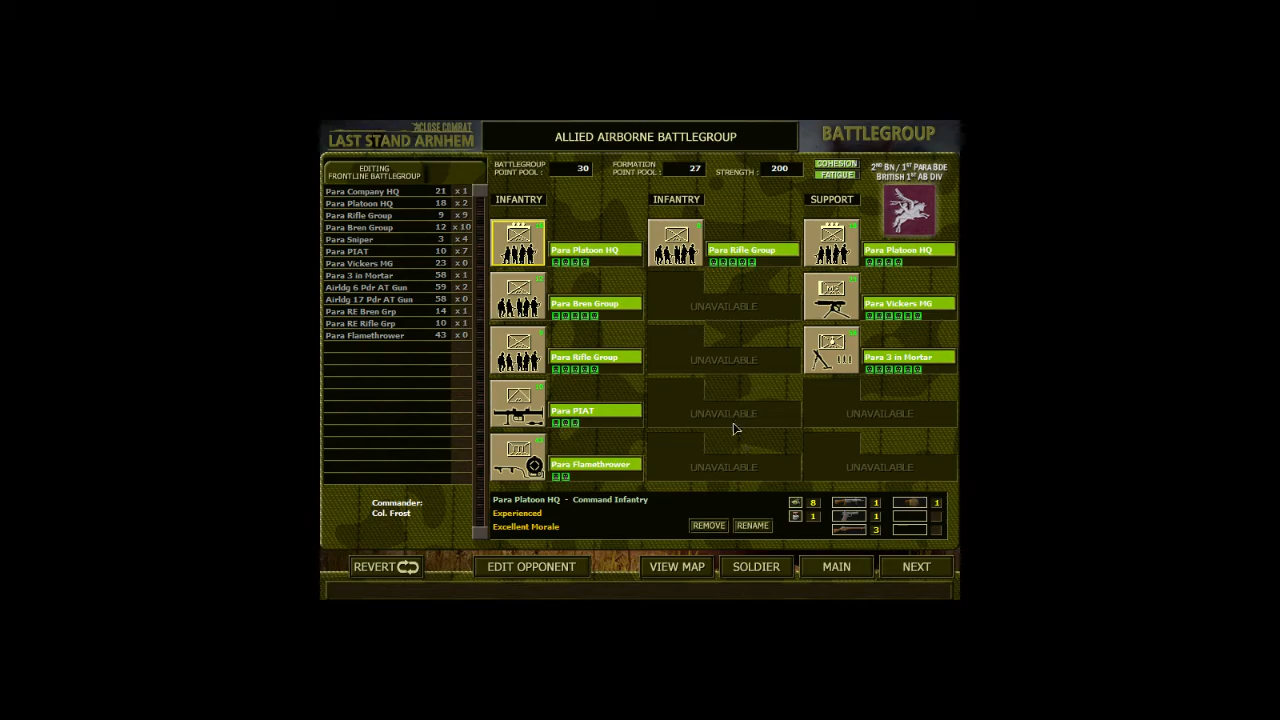 CLOSE COMBAT
LAST STAND ARNHEM
ALLIED AIRBORNE BATTLEGROUP
BATTLEGROUP
EDITING
FRONTLINE BATTLEGROUP
BATTLEGROUP
POINT POOL : 30
FORMATION
POINT POOL : 27
STRENGTH : 200
COHESION
FATIGUE
2ND BN / 1ST PARA BDE
BRITISH 1ST AB DIV
Para Company HQ 21 x 1
Para Platoon HQ 18 x 2
Para Rifle Group 9 x 9
Para Bren Group 12 x 10
Para Sniper 3 x 4
Para PIAT 10 x 7
Para Vickers MG 23 x 0
Para 3 in Mortar 58 x 1
Airldg 6 Pdr AT Gun 59 x 2
Airldg 17 Pdr AT Gun 58 x 0
Para RE Bren Grp 14 x 1
Para RE Rifle Grp 10 x 1
Para Flamethrower 43 x 0
INFANTRY
INFANTRY
SUPPORT
Para Platoon HQ
Para Rifle Group
Para Platoon HQ
Para Bren Group
UNAVAILABLE
Para Vickers MG
Para Rifle Group
UNAVAILABLE
Para 3 in Mortar
Para PIAT
UNAVAILABLE
UNAVAILABLE
Para Flamethrower
UNAVAILABLE
UNAVAILABLE
Commander:
Col. Frost
Para Platoon HQ - Command Infantry
Experienced
Excellent Morale
REMOVE
RENAME
8 1 1
1 1
3
REVERT
EDIT OPPONENT
VIEW MAP
SOLDIER
MAIN
NEXT